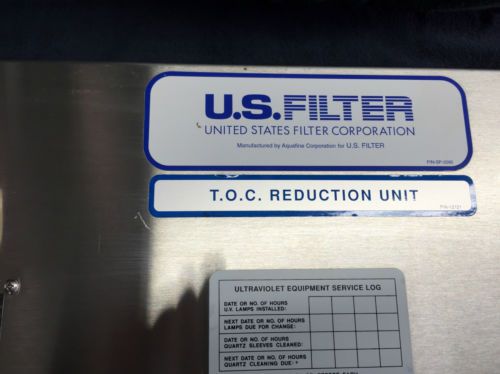 U.S.FILTER
UNITED STATES FILTER CORPORATION
Manufactured by Aquafine Corporation for U.S. FILTER
T.O.C. REDUCTION UNIT
ULTRAVIOLET EQUIPMENT SERVICE LOG
DATE OR NO. OF HOURS
U.V. LAMPS INSTALLED:
NEXT DATE OR NO. OF HOURS
LAMPS DUE FOR CHANGE:
DATE OR NO. OF HOURS
QUARTZ SLEEVES CLEANED:
NEXT DATE OR NO. OF HOURS
QUARTZ CLEANING DUE: